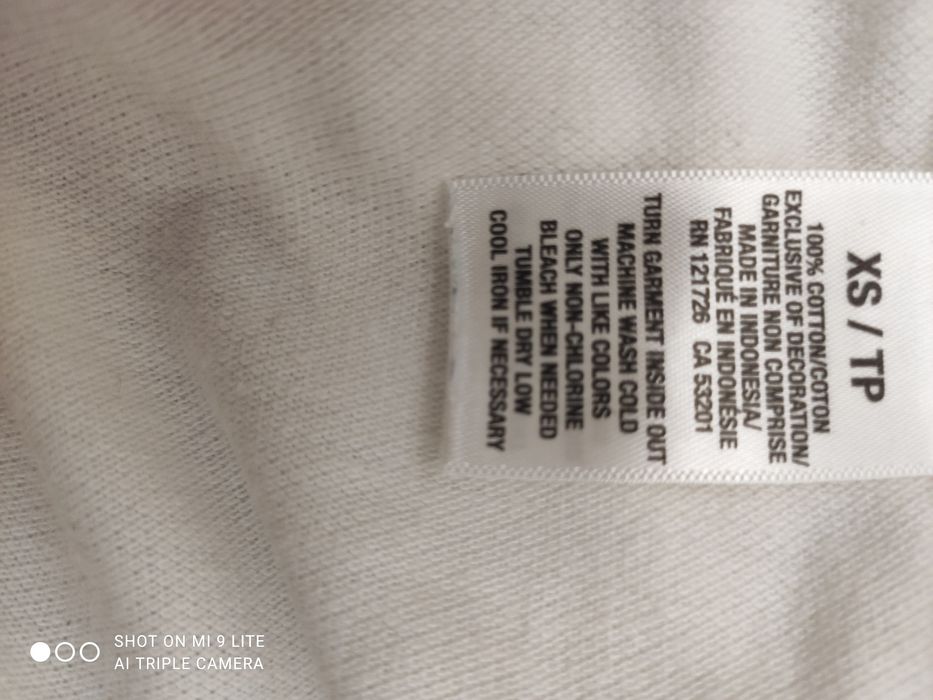 XS / TP
100% COTTON/COTON
EXCLUSIVE OF DECORATION/
GARNITURE NON COMPRISE
MADE IN INDONESIA/
FABRIQUÉ EN INDONÉSIE
RN 121726 CA 53201
TURN GARMENT INSIDE OUT
MACHINE WASH COLD
WITH LIKE COLORS
ONLY NON-CHLORINE
BLEACH WHEN NEEDED
TUMBLE DRY LOW
COOL IRON IF NECESSARY
SHOT ON MI 9 LITE
AI TRIPLE CAMERA